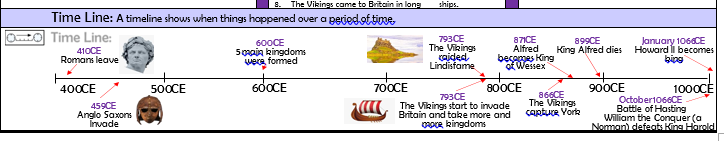 8. The Vikings came to Britain in long ships.
Time Line: A timeline shows when things happened over a period of time.
Time Line:
410CE
Romans leave
600CE
5 main kingdoms
were formed
793CE
The Vikings
raided
Lindisfarne
871CE
Alfred
becomes King
of Wessex
899CE
King Alfred dies
January 1066CE
Howard II becomes
king
400CE 500CE 600CE 700CE 800CE 900CE 1000CE
459CE
Anglo Saxons
Invade
793CE
The Vikings start to invade
Britain and take more and
more kingdoms
866CE
The Vikings
capture York
October1066CE
Battle of Hasting
William the Conquer (a
Norman) defeats King Harold